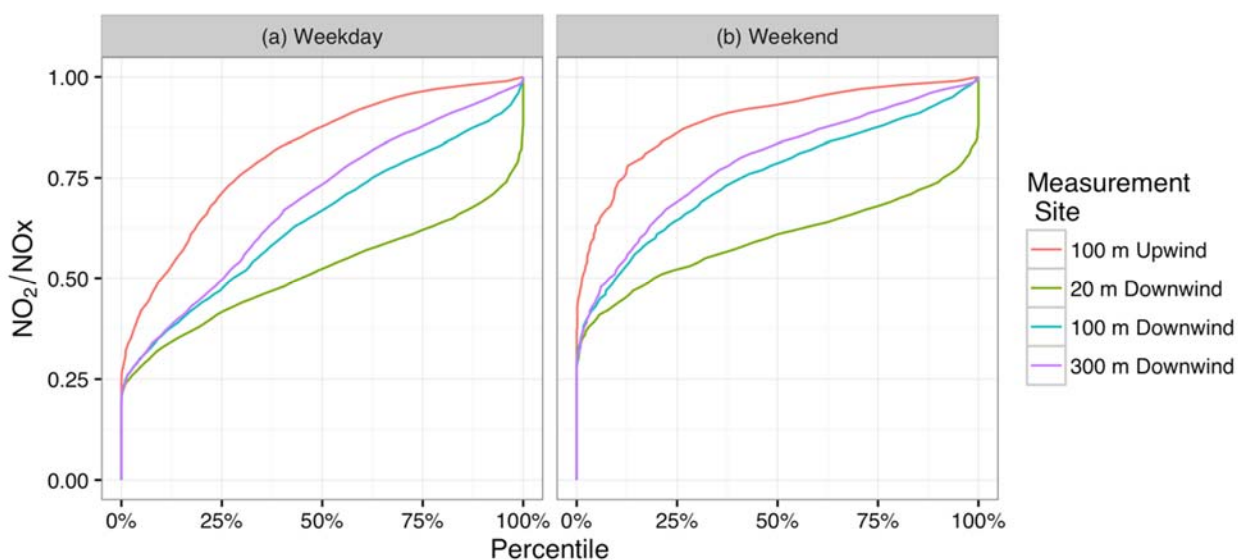 (a) Weekday
(b) Weekend
1.00
0.75
0.50
0.25
0.00
NO₂/NOx
0% 25% 50% 75% 100%
0% 25% 50% 75% 100%
Percentile
Measurement
Site
100 m Upwind
20 m Downwind
100 m Downwind
300 m Downwind